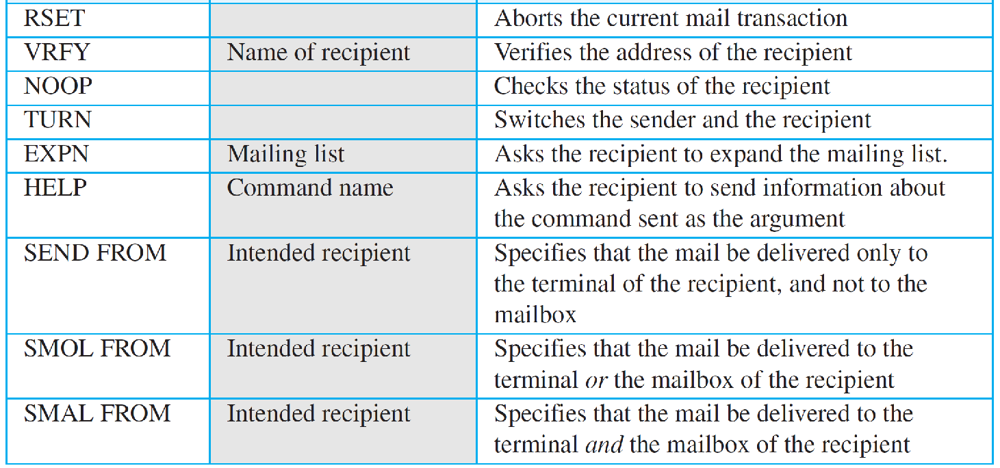 RSET Aborts the current mail transaction
VRFY Name of recipient Verifies the address of the recipient
NOOP Checks the status of the recipient
TURN Switches the sender and the recipient
EXPN Mailing list Asks the recipient to expand the mailing list.
HELP Command name Asks the recipient to send information about
the command sent as the argument
SEND FROM Intended recipient Specifies that the mail be delivered only to
the terminal of the recipient, and not to the
mailbox
SMOL FROM Intended recipient Specifies that the mail be delivered to the
terminal or the mailbox of the recipient
SMAL FROM Intended recipient Specifies that the mail be delivered to the
terminal and the mailbox of the recipient